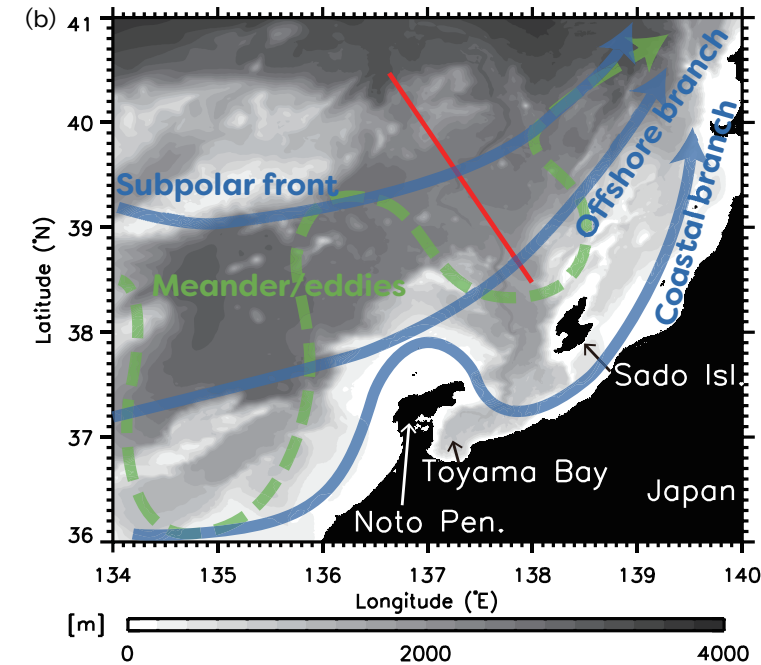 (b)
41
40
39
38
37
36
Latitude (°N)
Subpolar front
Meander/eddies
Offshore branch
Coastal branch
Sado Isl.
Toyama Bay
Noto Pen.
Japan
134 135 136 137 138 139 140
Longitude (°E)
[m]
0 2000 4000